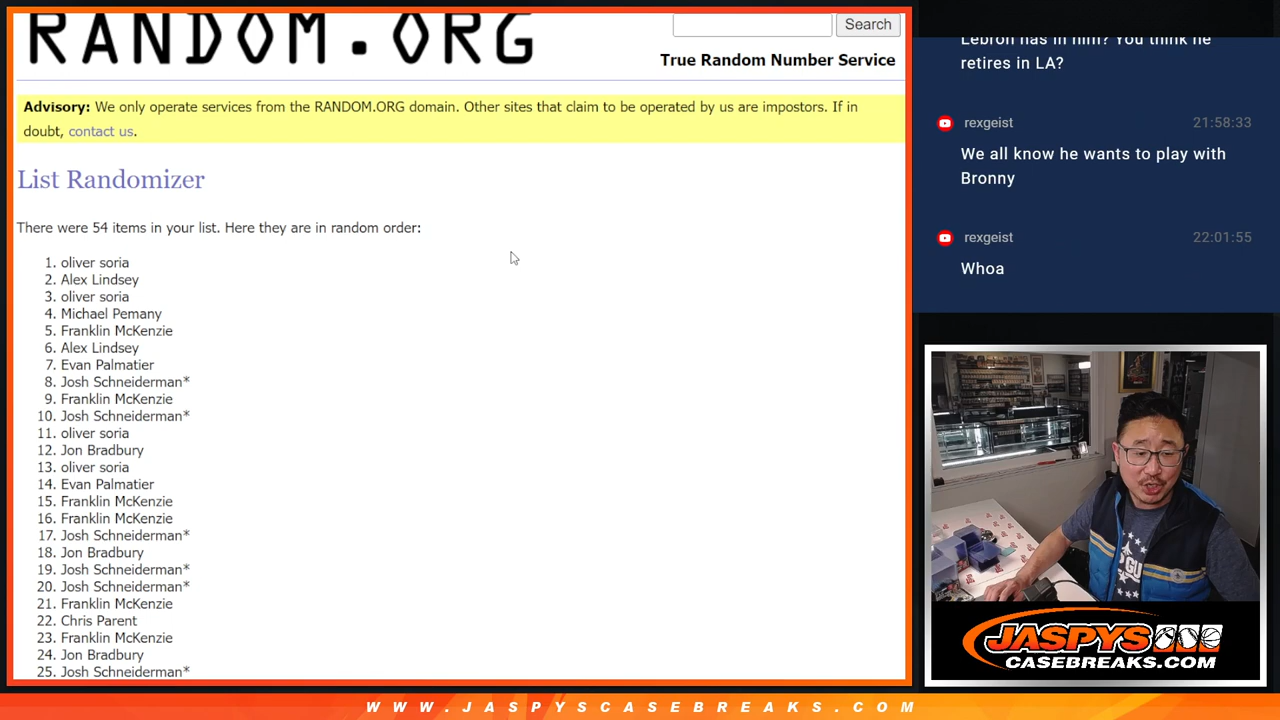 RANDOM.ORG
Search
True Random Number Service
Advisory: We only operate services from the RANDOM.ORG domain. Other sites that claim to be operated by us are impostors. If in
doubt, contact us.
List Randomizer
There were 54 items in your list. Here they are in random order:
1. oliver soria
2. Alex Lindsey
3. oliver soria
4. Michael Pemany
5. Franklin McKenzie
6. Alex Lindsey
7. Evan Palmatier
8. Josh Schneiderman*
9. Franklin McKenzie
10. Josh Schneiderman*
11. oliver soria
12. Jon Bradbury
13. oliver soria
14. Evan Palmatier
15. Franklin McKenzie
16. Franklin McKenzie
17. Josh Schneiderman*
18. Jon Bradbury
19. Josh Schneiderman*
20. Josh Schneiderman*
21. Franklin McKenzie
22. Chris Parent
23. Franklin McKenzie
24. Jon Bradbury
25. Josh Schneiderman*
Lebron has in him? You think he
retires in LA?
rexgeist 21:58:33
We all know he wants to play with
Bronny
rexgeist 22:01:55
Whoa
JASPYS
CASEBREAKS.COM
WWW.JASPYSCASEBREAKS.COM